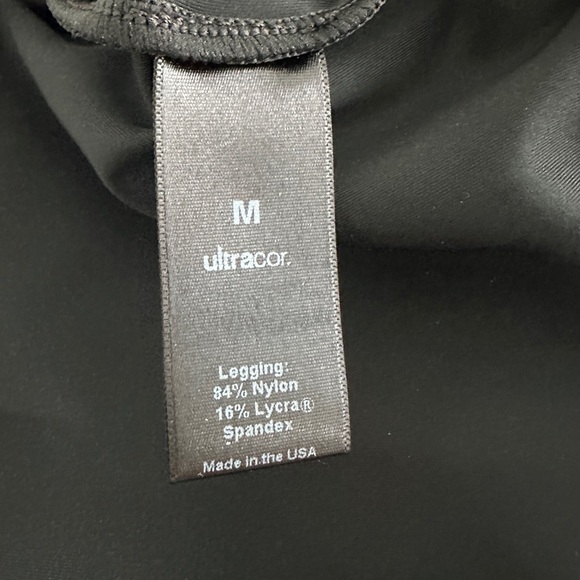 M
ultracor.
Legging:
84% Nylon
16% Lycra®
Spandex
Made in the USA